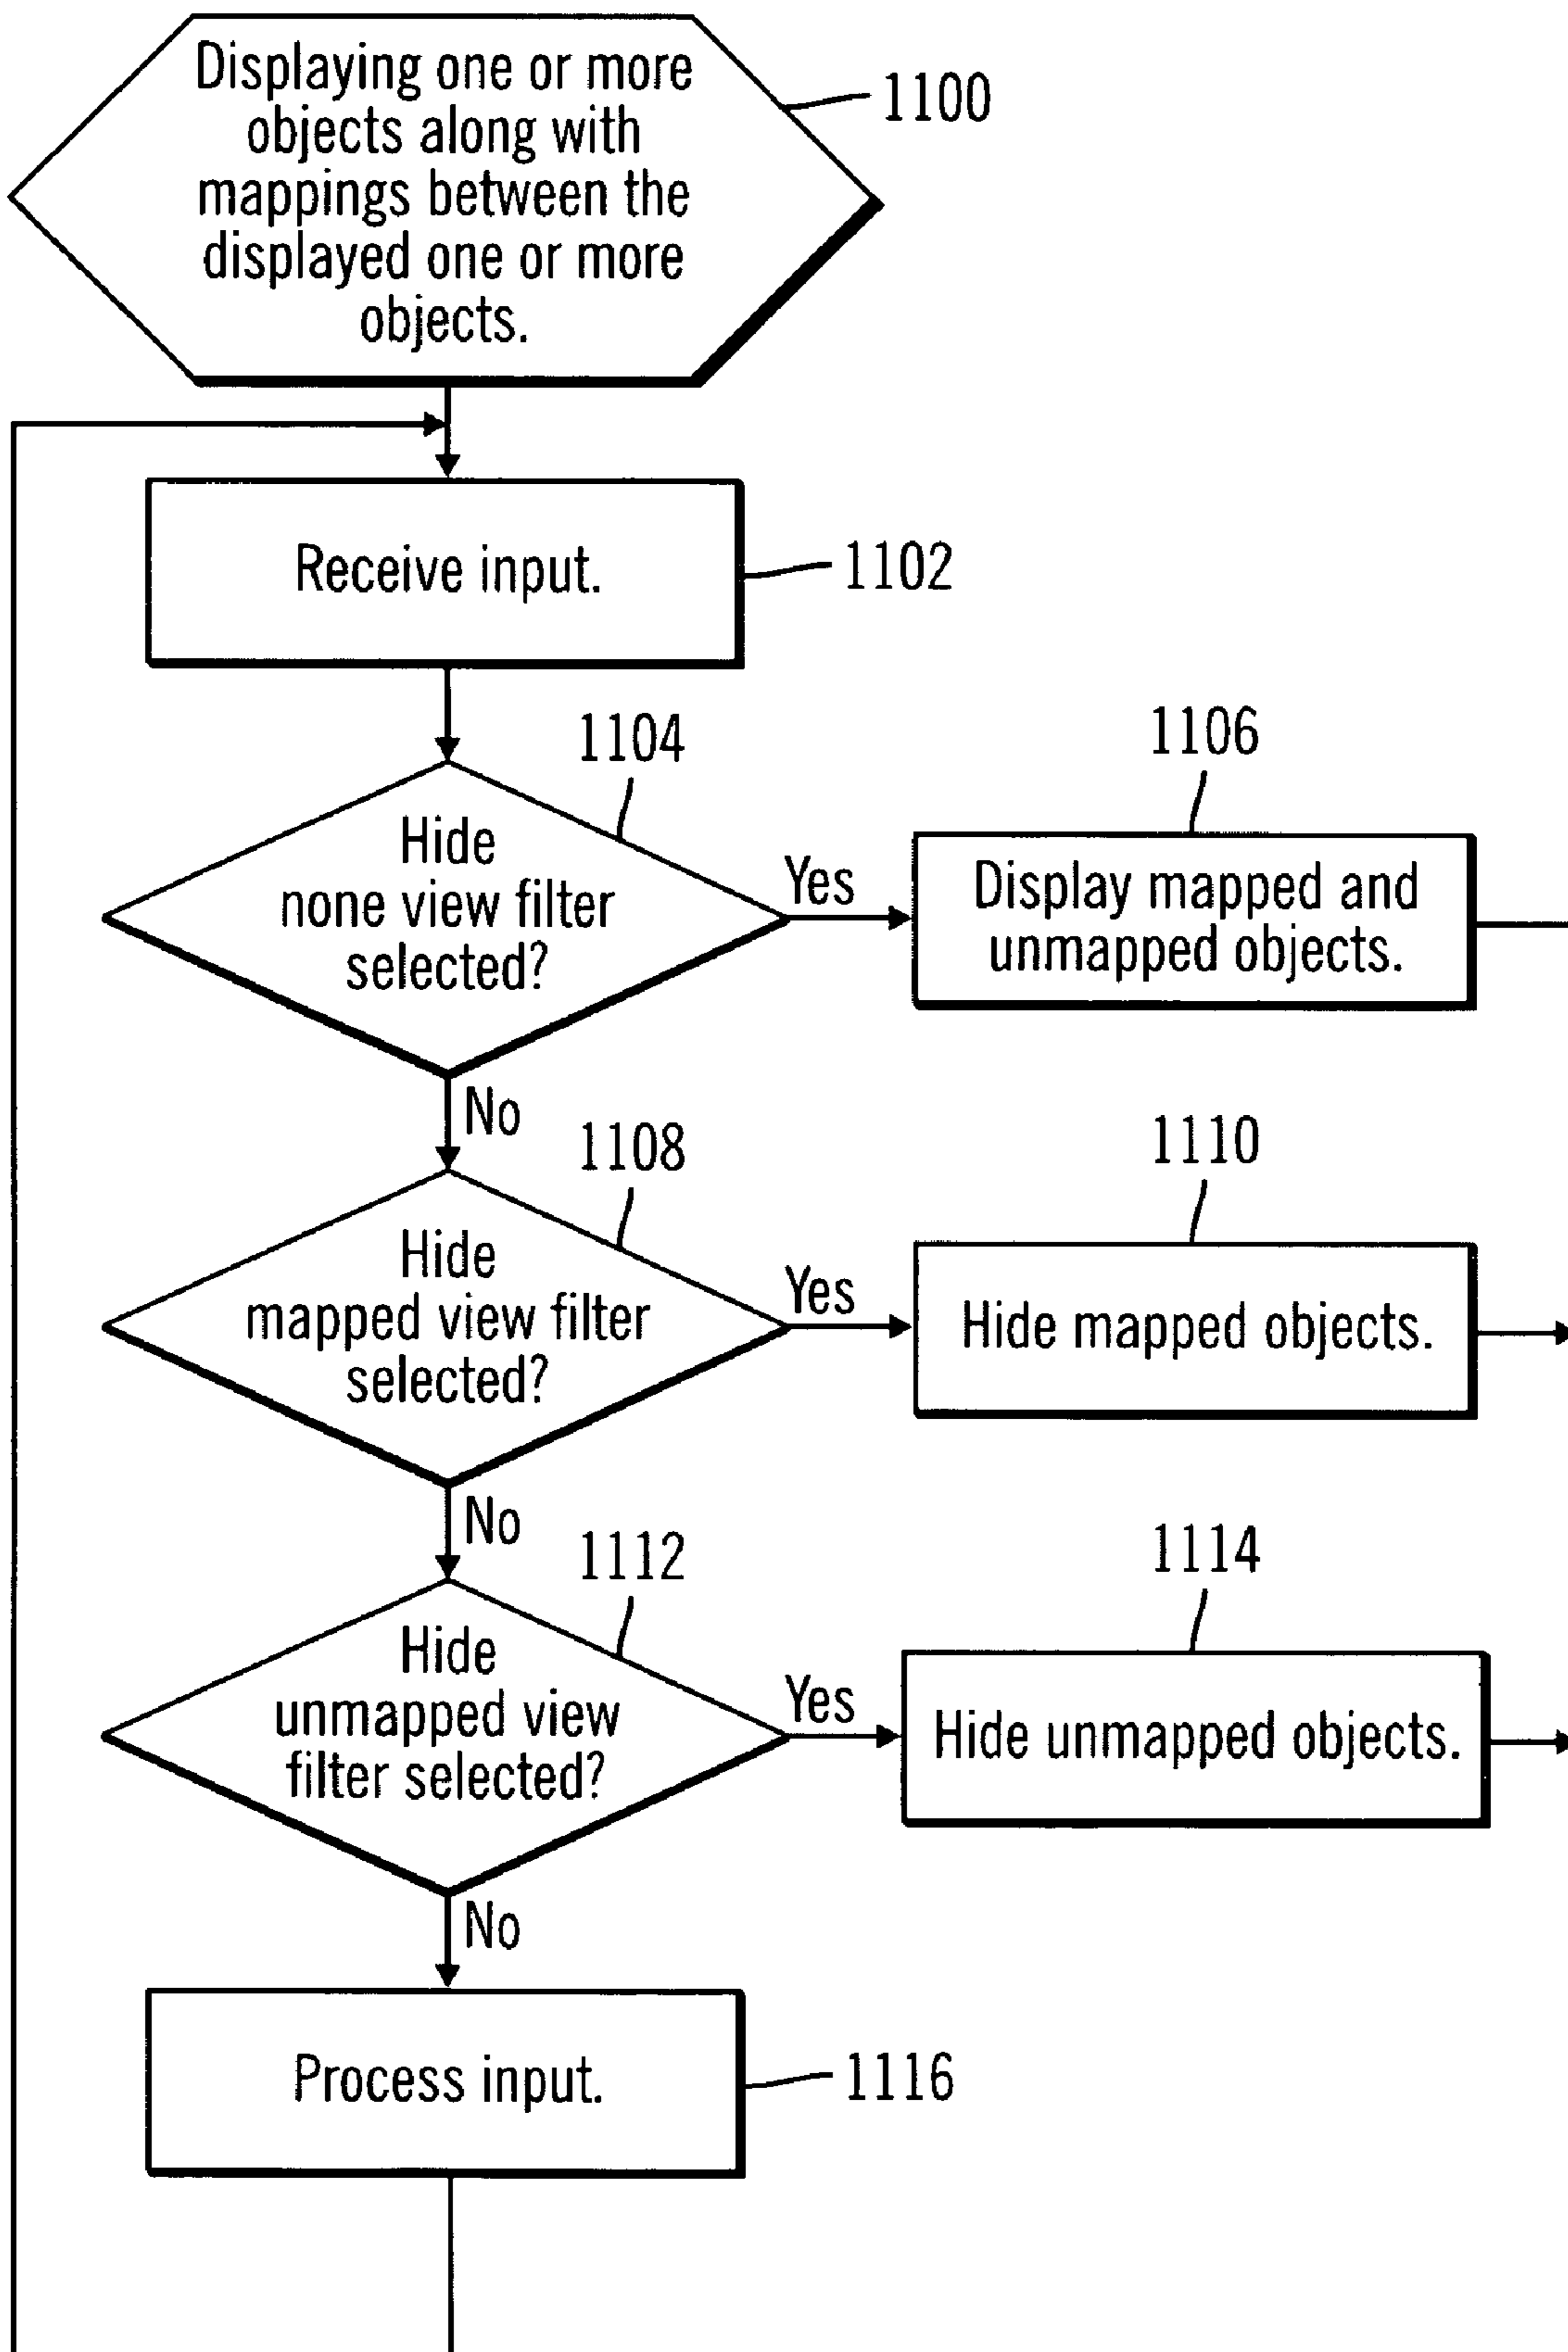 Displaying one or more
objects along with
mappings between the
displayed one or more
objects.
1100
Receive input.
1102
1104
Hide
none view filter
selected?
Yes
1106
Display mapped and
unmapped objects.
No
1108
Hide
mapped view filter
selected?
Yes
1110
Hide mapped objects.
No
1112
Hide
unmapped view
filter selected?
Yes
1114
Hide unmapped objects.
No
Process input.
1116